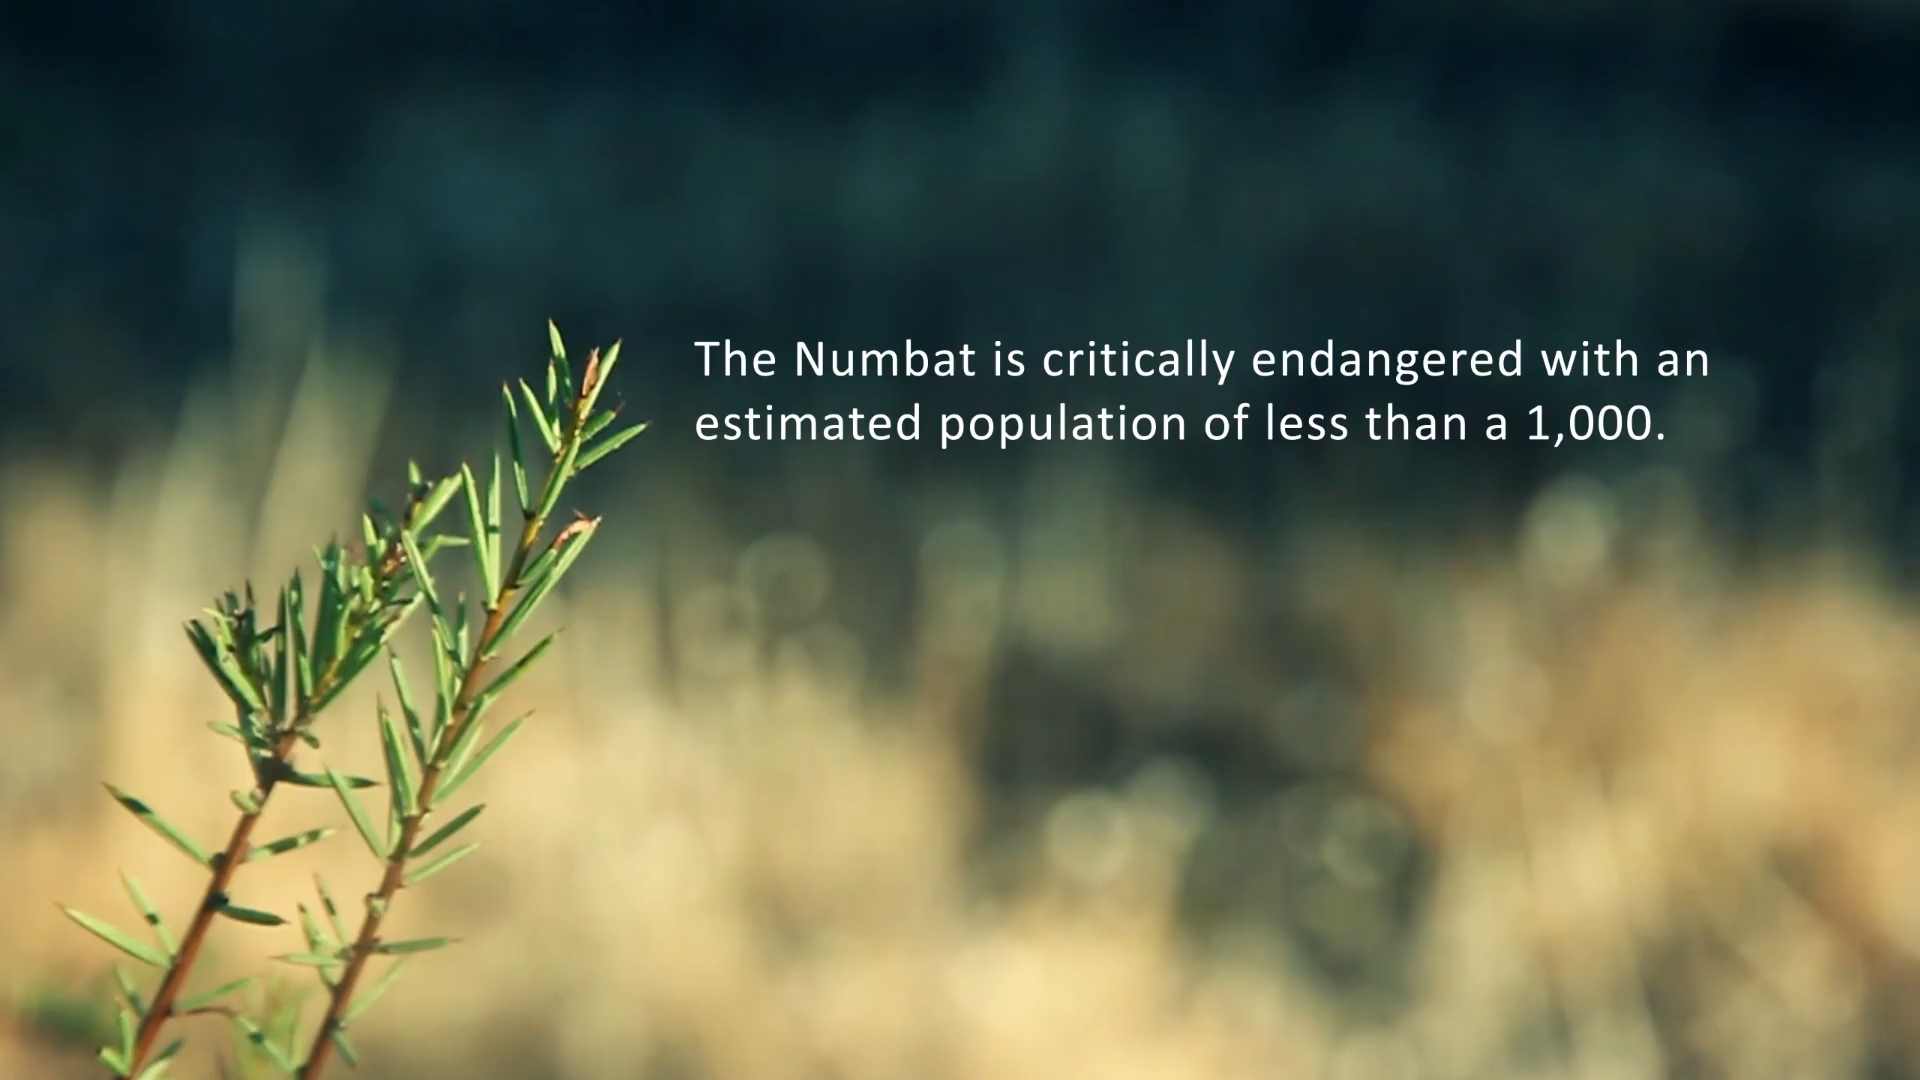 The Numbat is critically endangered with an
estimated population of less than a 1,000.